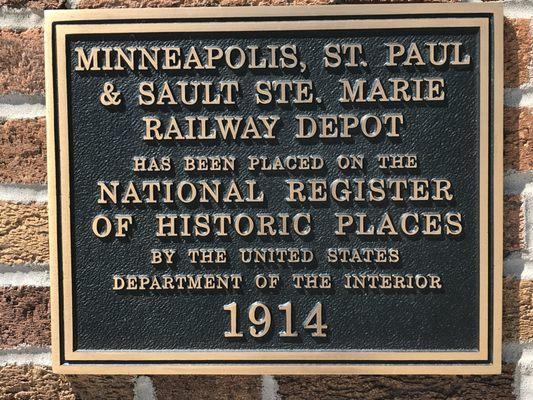 MINNEAPOLIS, ST. PAUL
& SAULT STE. MARIE
RAILWAY DEPOT
HAS BEEN PLACED ON THE
NATIONAL REGISTER
OF HISTORIC PLACES
BY THE UNITED STATES
DEPARTMENT OF THE INTERIOR
1914